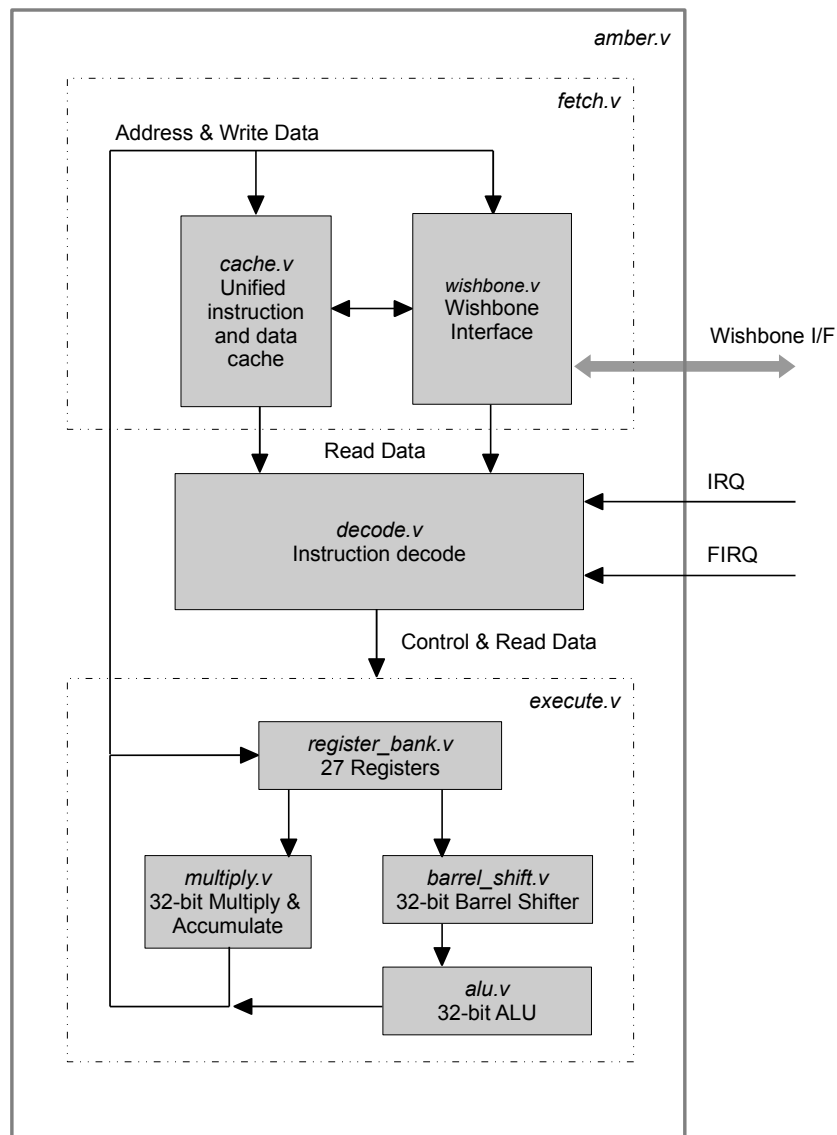 amber.v
fetch.v
Address & Write Data
cache.v
Unified
instruction
and data
cache
wishbone.v
Wishbone
Interface
Wishbone I/F
Read Data
IRQ
decode.v
Instruction decode
FIRQ
Control & Read Data
execute.v
register_bank.v
27 Registers
multiply.v
32-bit Multiply &
Accumulate
barrel_shift.v
32-bit Barrel Shifter
alu.v
32-bit ALU